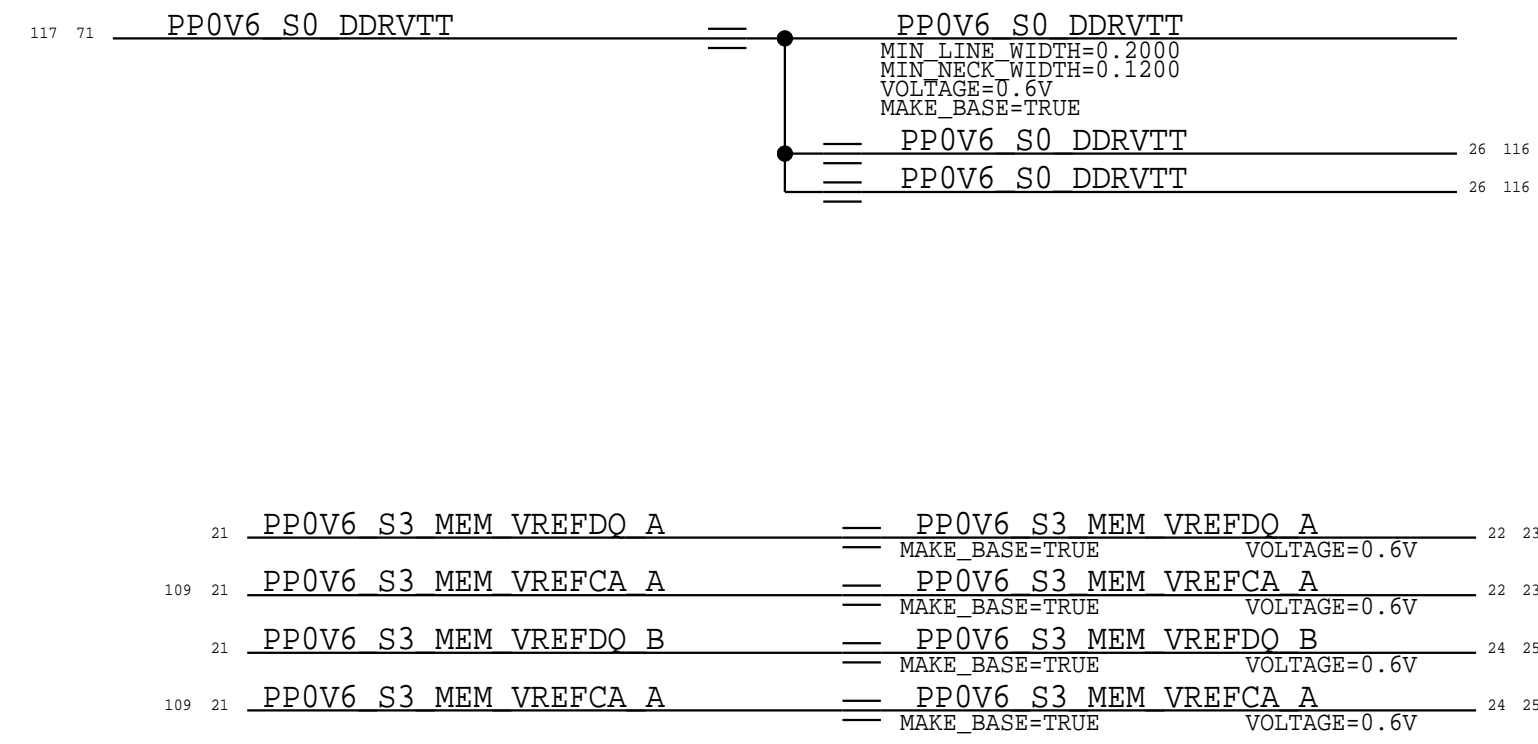 117 71 PP0V6_S0_DDRVTT PP0V6_S0_DDRVTT
MIN_LINE_WIDTH=0.2000
MIN_NECK_WIDTH=0.1200
VOLTAGE=0.6V
MAKE_BASE=TRUE
PP0V6_S0_DDRVTT 26 116
PP0V6_S0_DDRVTT 26 116
21 PP0V6_S3_MEM_VREFDQ_A PP0V6_S3_MEM_VREFDQ_A 22 23
MAKE_BASE=TRUE VOLTAGE=0.6V
109 21 PP0V6_S3_MEM_VREFCA_A PP0V6_S3_MEM_VREFCA_A 22 23
MAKE_BASE=TRUE VOLTAGE=0.6V
21 PP0V6_S3_MEM_VREFDQ_B PP0V6_S3_MEM_VREFDQ_B 24 25
MAKE_BASE=TRUE VOLTAGE=0.6V
109 21 PP0V6_S3_MEM_VREFCA_A PP0V6_S3_MEM_VREFCA_A 24 25
MAKE_BASE=TRUE VOLTAGE=0.6V